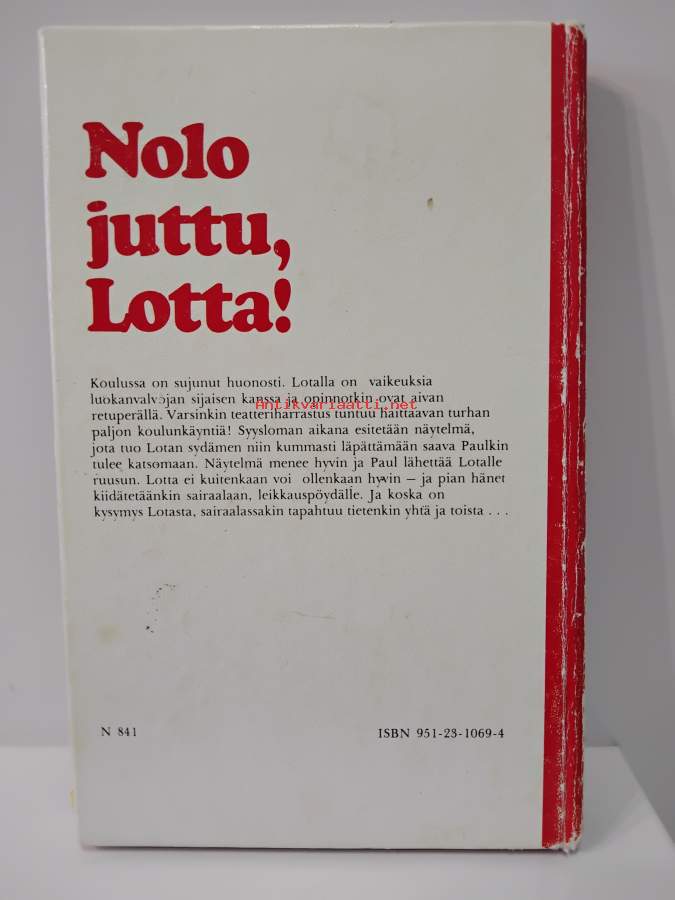 Nolo
juttu,
Lotta!
Koulussa on sujunut huonosti. Lotalla on vaikeuksia
luokanvalvojan sijaisen kanssa ja opinnotkin ovat aivan
Antikvariaatti.net
retuperällä. Varsinkin teatteriharrastus tuntuu haittaavan turhan
paljon koulunkäyntiä! Syysloman aikana esitetään näytelmä,
jota tuo Lotan sydämen niin kummasti läpättämään saava Paulkin
tulee katsomaan. Näytelmä menee hyvin ja Paul lähettää Lotalle
ruusun. Lotta ei kuitenkaan voi ollenkaan hyvin — ja pian hänet
kiidätetäänkin sairaalaan, leikkauspöydälle. Ja koska on
kysymys Lotasta, sairaalassakin tapahtuu tietenkin yhtä ja toista . . .
N 841
ISBN 951-23-1069-4